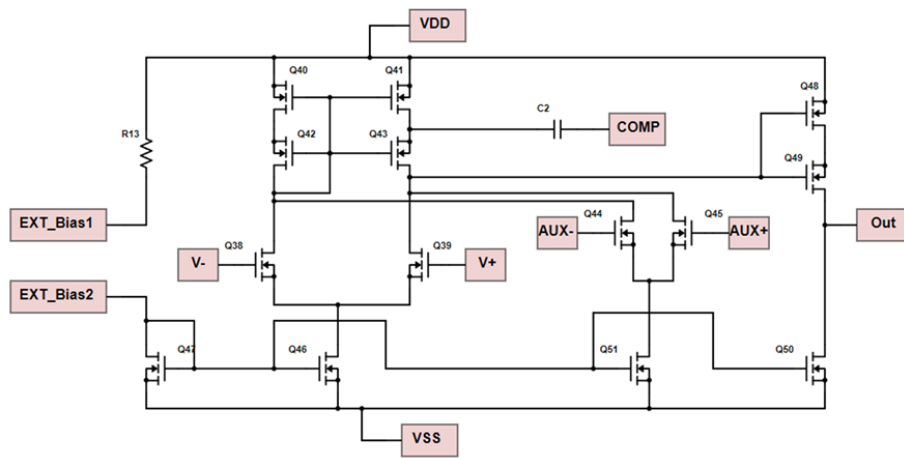 VDD
Q40
Q41
Q48
C2
COMP
R13
Q42
Q43
Q49
EXT_Bias1
Q44
Q45
AUX-
AUX+
Out
Q38
Q39
V-
V+
EXT_Bias2
Q47
Q46
Q51
Q50
VSS